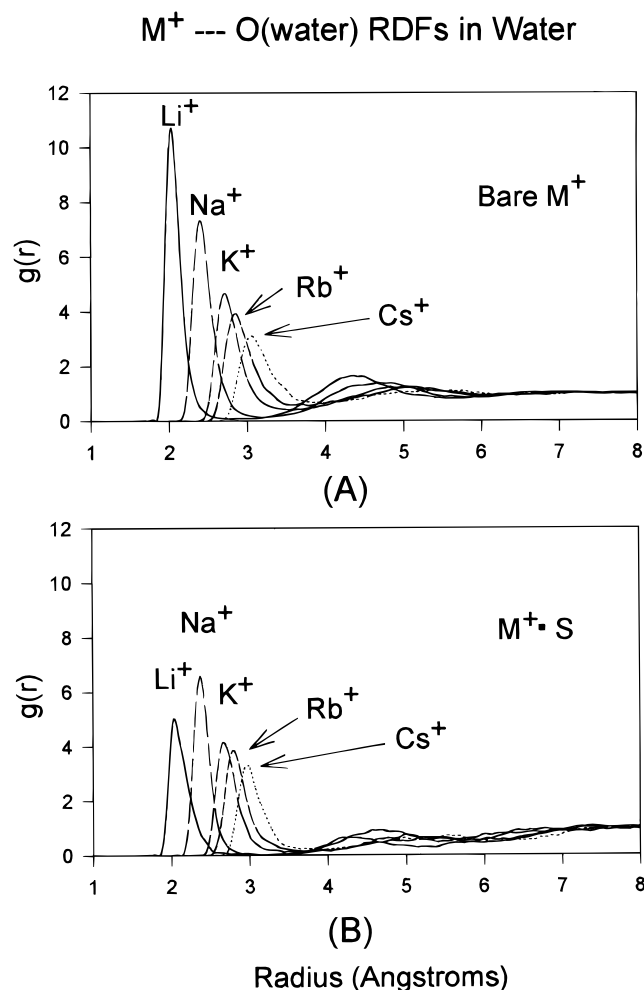 M⁺ --- O(water) RDFs in Water
12
10
8
6
4
2
0
g(r)
Li⁺
Na⁺
K⁺
Rb⁺
Cs⁺
Bare M⁺
1 2 3 4 5 6 7 8
(A)
12
10
8
6
4
2
0
g(r)
Na⁺
Li⁺
K⁺
Rb⁺
Cs⁺
M⁺▪ S
1 2 3 4 5 6 7 8
(B)
Radius (Angstroms)